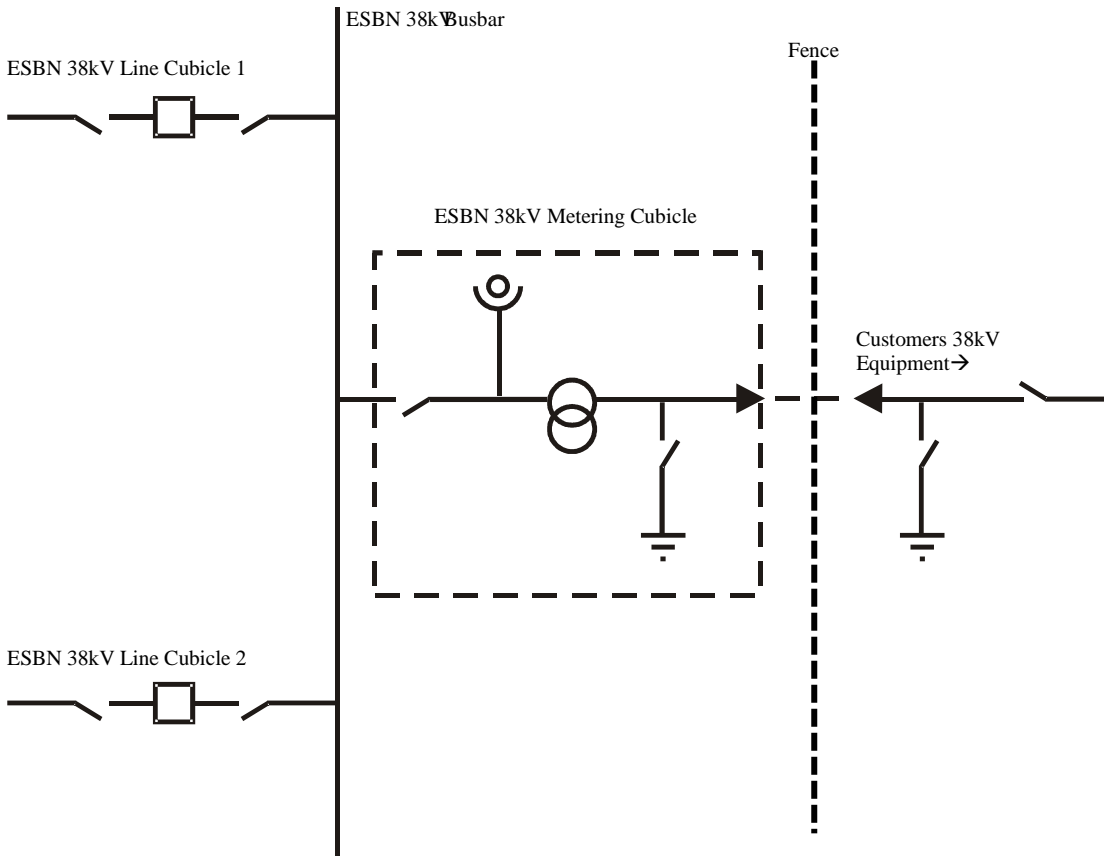 ESBN 38kV Busbar
Fence
ESBN 38kV Line Cubicle 1
ESBN 38kV Metering Cubicle
Customers 38kV
Equipment→
ESBN 38kV Line Cubicle 2